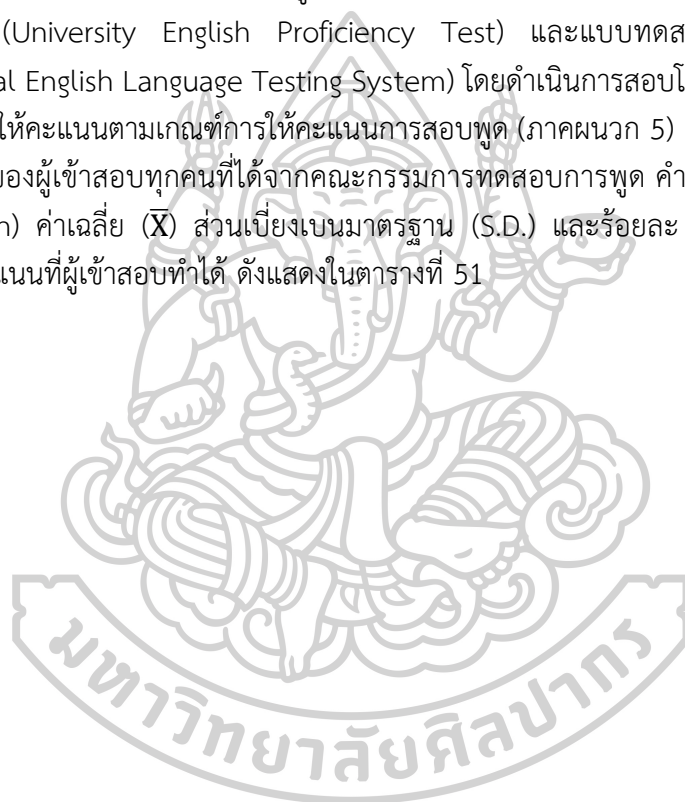 (University English Proficiency Test) และแบบทดส
al English Language Testing System) โดยดำเนินการสอบโ
ให้คะแนนตามเกณฑ์การให้คะแนนการสอบพูด (ภาคผนวก 5)
ของผู้เข้าสอบทุกคนที่ได้จากคณะกรรมการทดสอบการพูด คำ
n) ค่าเฉลี่ย (X̅) ส่วนเบี่ยงเบนมาตรฐาน (S.D.) และร้อยละ
แนนที่ผู้เข้าสอบทำได้ ดังแสดงในตารางที่ 51
มหาวิทยาลัยศิลปากร